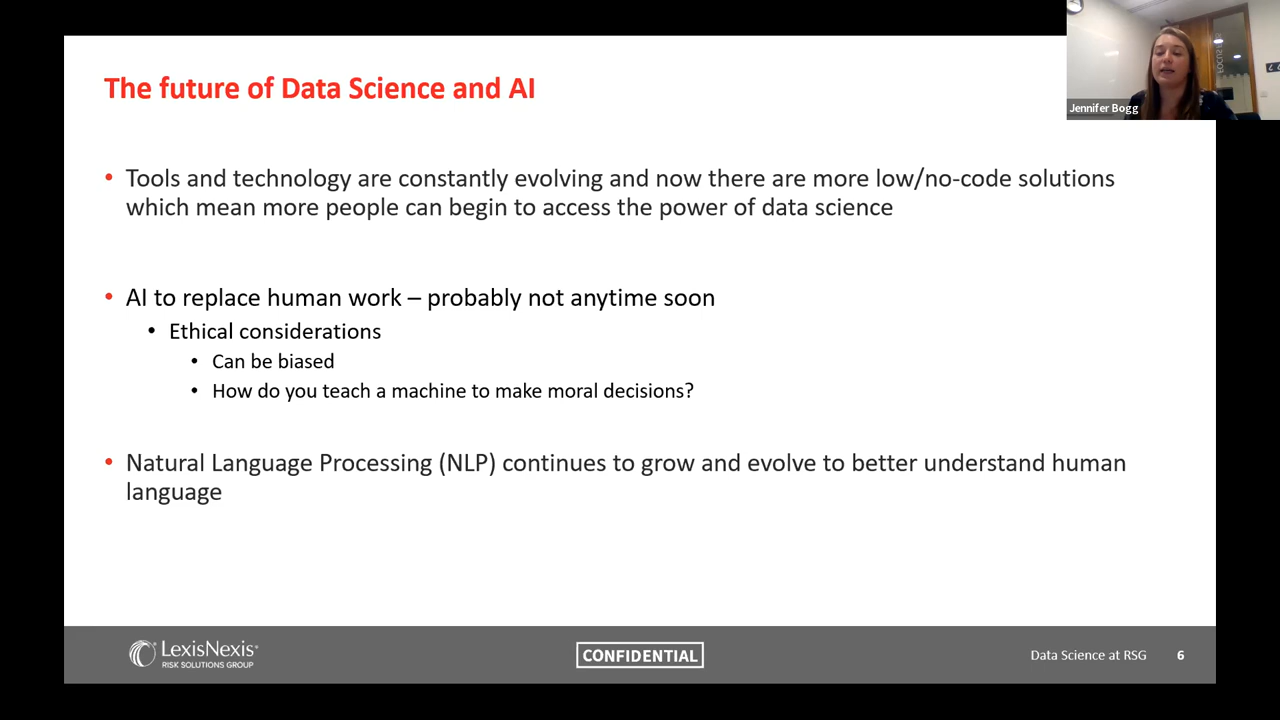 The future of Data Science and AI
Jennifer Bogg
• Tools and technology are constantly evolving and now there are more low/no-code solutions
which mean more people can begin to access the power of data science
• AI to replace human work – probably not anytime soon
• Ethical considerations
• Can be biased
• How do you teach a machine to make moral decisions?
• Natural Language Processing (NLP) continues to grow and evolve to better understand human
language
LexisNexis®
RISK SOLUTIONS GROUP
CONFIDENTIAL
Data Science at RSG 6